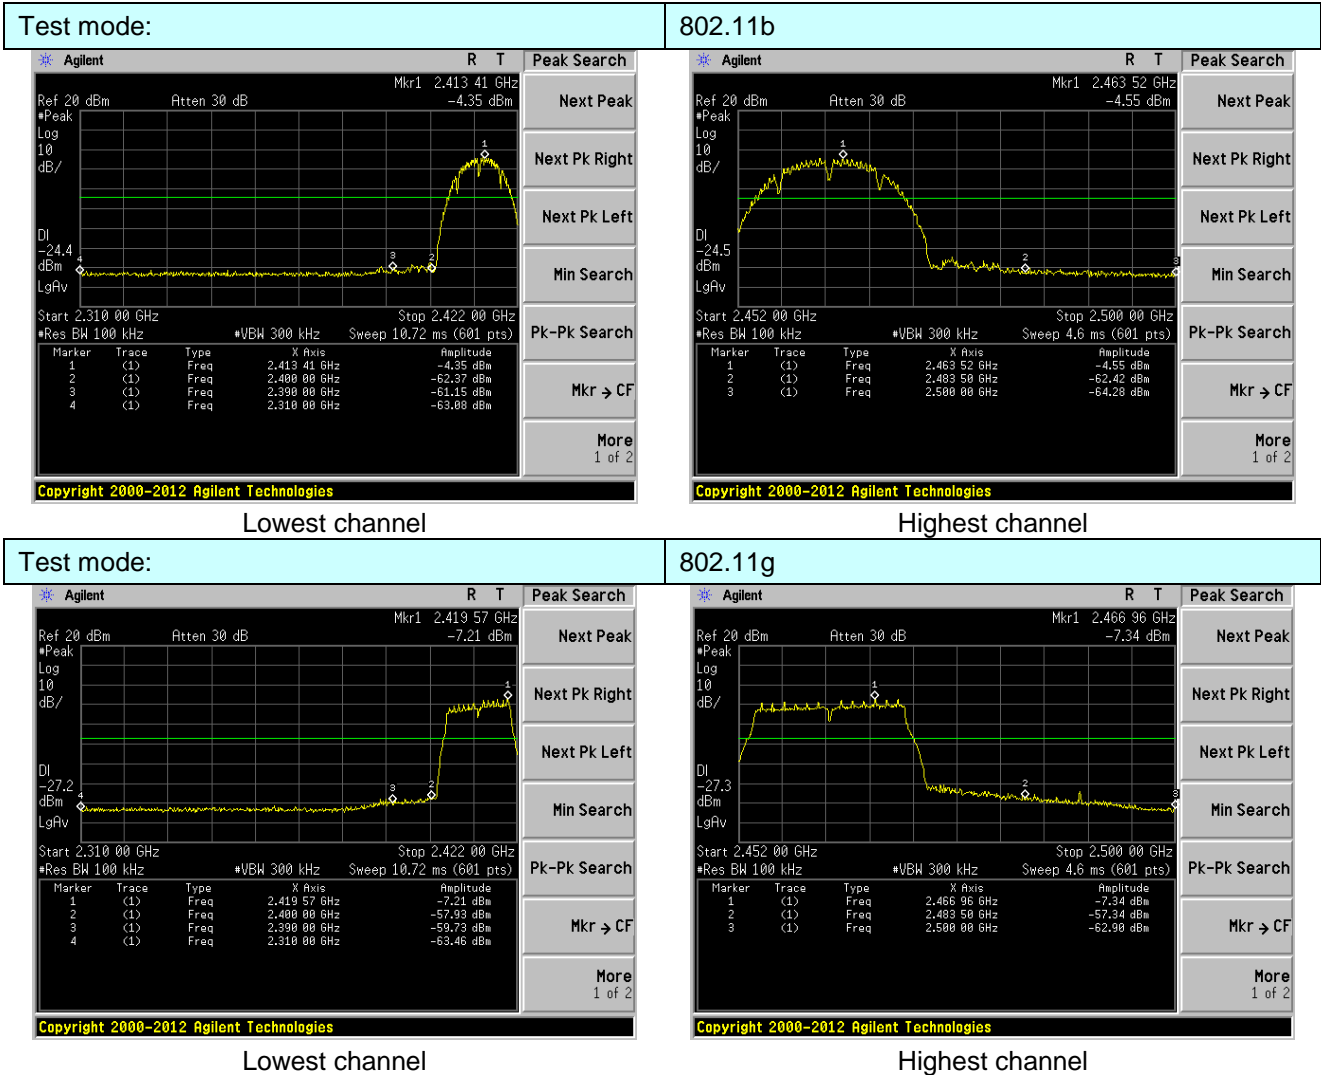 Test mode: 802.11b
Agilent R T Peak Search
Mkr1 2.413 41 GHz
Ref 20 dBm Atten 30 dB -4.35 dBm
#Peak
Log
10
dB/
DI
-24.4
dBm
LgAv
1
2
3
4
Start 2.310 00 GHz Stop 2.422 00 GHz
#Res BW 100 kHz #VBW 300 kHz Sweep 10.72 ms (601 pts)
Marker Trace Type X Axis Amplitude
1 (1) Freq 2.413 41 GHz -4.35 dBm
2 (1) Freq 2.400 00 GHz -62.37 dBm
3 (1) Freq 2.390 00 GHz -61.15 dBm
4 (1) Freq 2.310 00 GHz -63.08 dBm
Next Peak
Next Pk Right
Next Pk Left
Min Search
Pk-Pk Search
Mkr → CF
More
1 of 2
Copyright 2000-2012 Agilent Technologies
Lowest channel
Agilent R T Peak Search
Mkr1 2.463 52 GHz
Ref 20 dBm Atten 30 dB -4.55 dBm
#Peak
Log
10
dB/
DI
-24.5
dBm
LgAv
1
2
3
Start 2.452 00 GHz Stop 2.500 00 GHz
#Res BW 100 kHz #VBW 300 kHz Sweep 4.6 ms (601 pts)
Marker Trace Type X Axis Amplitude
1 (1) Freq 2.463 52 GHz -4.55 dBm
2 (1) Freq 2.483 50 GHz -62.42 dBm
3 (1) Freq 2.500 00 GHz -64.28 dBm
Next Peak
Next Pk Right
Next Pk Left
Min Search
Pk-Pk Search
Mkr → CF
More
1 of 2
Copyright 2000-2012 Agilent Technologies
Highest channel
Test mode: 802.11g
Agilent R T Peak Search
Mkr1 2.419 57 GHz
Ref 20 dBm Atten 30 dB -7.21 dBm
#Peak
Log
10
dB/
DI
-27.2
dBm
LgAv
1
2
3
4
Start 2.310 00 GHz Stop 2.422 00 GHz
#Res BW 100 kHz #VBW 300 kHz Sweep 10.72 ms (601 pts)
Marker Trace Type X Axis Amplitude
1 (1) Freq 2.419 57 GHz -7.21 dBm
2 (1) Freq 2.400 00 GHz -57.93 dBm
3 (1) Freq 2.390 00 GHz -59.73 dBm
4 (1) Freq 2.310 00 GHz -63.46 dBm
Next Peak
Next Pk Right
Next Pk Left
Min Search
Pk-Pk Search
Mkr → CF
More
1 of 2
Copyright 2000-2012 Agilent Technologies
Lowest channel
Agilent R T Peak Search
Mkr1 2.466 96 GHz
Ref 20 dBm Atten 30 dB -7.34 dBm
#Peak
Log
10
dB/
DI
-27.3
dBm
LgAv
1
2
3
Start 2.452 00 GHz Stop 2.500 00 GHz
#Res BW 100 kHz #VBW 300 kHz Sweep 4.6 ms (601 pts)
Marker Trace Type X Axis Amplitude
1 (1) Freq 2.466 96 GHz -7.34 dBm
2 (1) Freq 2.483 50 GHz -57.34 dBm
3 (1) Freq 2.500 00 GHz -62.90 dBm
Next Peak
Next Pk Right
Next Pk Left
Min Search
Pk-Pk Search
Mkr → CF
More
1 of 2
Copyright 2000-2012 Agilent Technologies
Highest channel